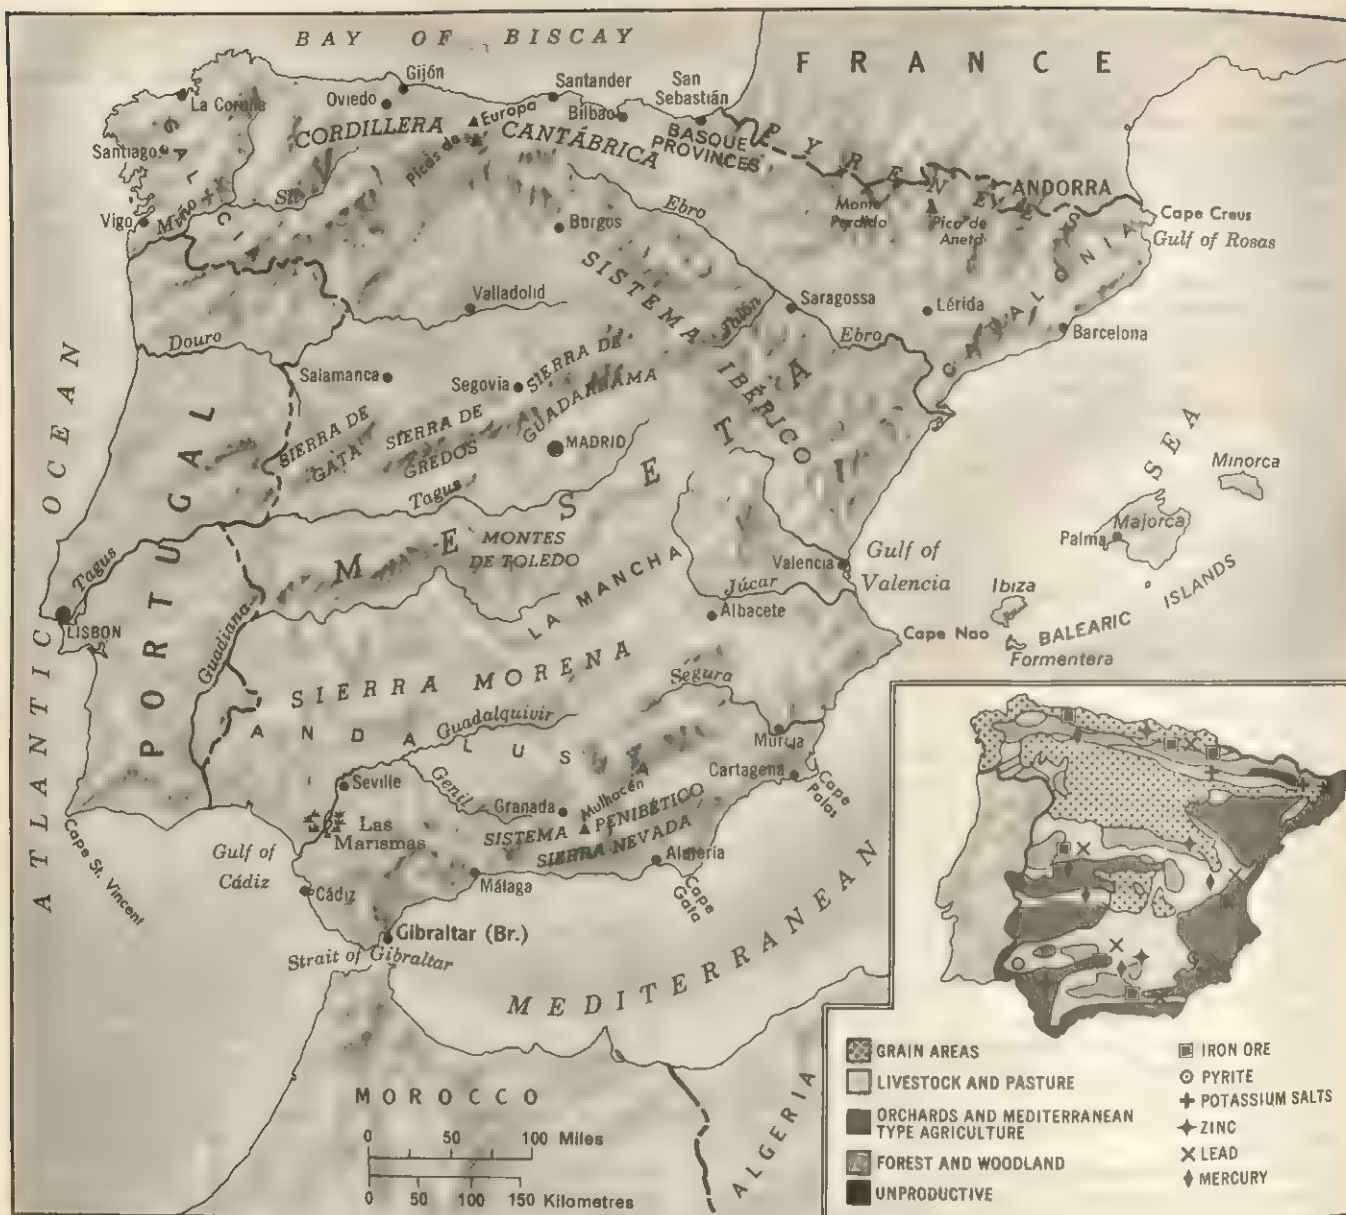 BAY OF BISCAY
FRANCE
Gijón
La Coruña
Oviedo
Santander
San
Sebastián
Bilbao
Europa
Picos de
CORDILLERA
CANTÁBRICA
BASQUE
PROVINCES
PYRENEES
ANDORRA
Santiago
GALICIA
Vigo
Miño
Sil
Burgos
Ebro
Monte
Perdido
Pico de
Aneto
Cape Creus
Gulf of Rosas
CATALONIA
SISTEMA
IBÉRICO
Valladolid
Saragossa
Jalón
Lérida
Ebro
Barcelona
Douro
Salamanca
Segovia
SIERRA DE
GUADARRAMA
SIERRA DE
GATA
SIERRA DE
GREDOS
MADRID
Tagus
ATLANTIC OCEAN
PORTUGAL
MESETA
MONTES
DE TOLEDO
LA MANCHA
Valencia
Gulf of
Valencia
Júcar
Albacete
Minorca
Majorca
Palma
Ibiza
Formentera
BALEARIC ISLANDS
Cape Nao
Tagus
LISBON
Guadiana
SIERRA MORENA
Segura
ANDALUSIA
Guadalquivir
Murcia
Seville
Genil
Granada
Mulhacén
Cartagena
Cape
Palos
SISTEMA PENIBÉTICO
SIERRA NEVADA
Las
Marismas
Almería
Cape
Gata
Cape St. Vincent
Gulf of
Cádiz
Cádiz
Málaga
Gibraltar (Br.)
Strait of Gibraltar
MEDITERRANEAN SEA
MOROCCO
ALGERIA
0 50 100 Miles
0 50 100 150 Kilometres
GRAIN AREAS
LIVESTOCK AND PASTURE
ORCHARDS AND MEDITERRANEAN
TYPE AGRICULTURE
FOREST AND WOODLAND
UNPRODUCTIVE
IRON ORE
PYRITE
POTASSIUM SALTS
ZINC
LEAD
MERCURY